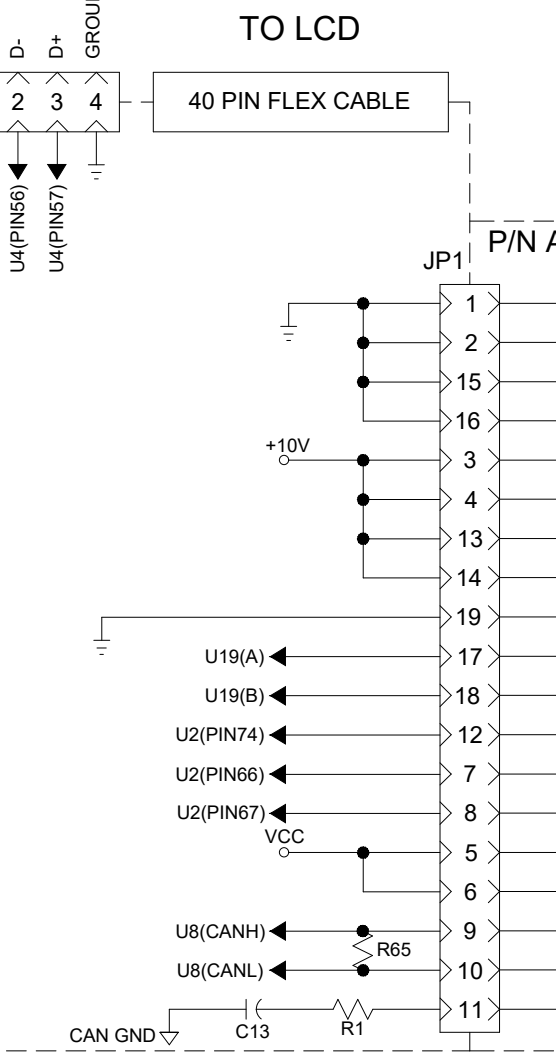 TO LCD
D-
D+
2
3
4
40 PIN FLEX CABLE
U4(PIN56)
U4(PIN57)
P/N
JP1
1
2
15
16
+10V
3
4
13
14
19
U19(A)
17
U19(B)
18
U2(PIN74)
12
U2(PIN66)
7
U2(PIN67)
8
VCC
5
6
U8(CANH)
9
R65
U8(CANL)
10
11
CAN GND
C13
R1